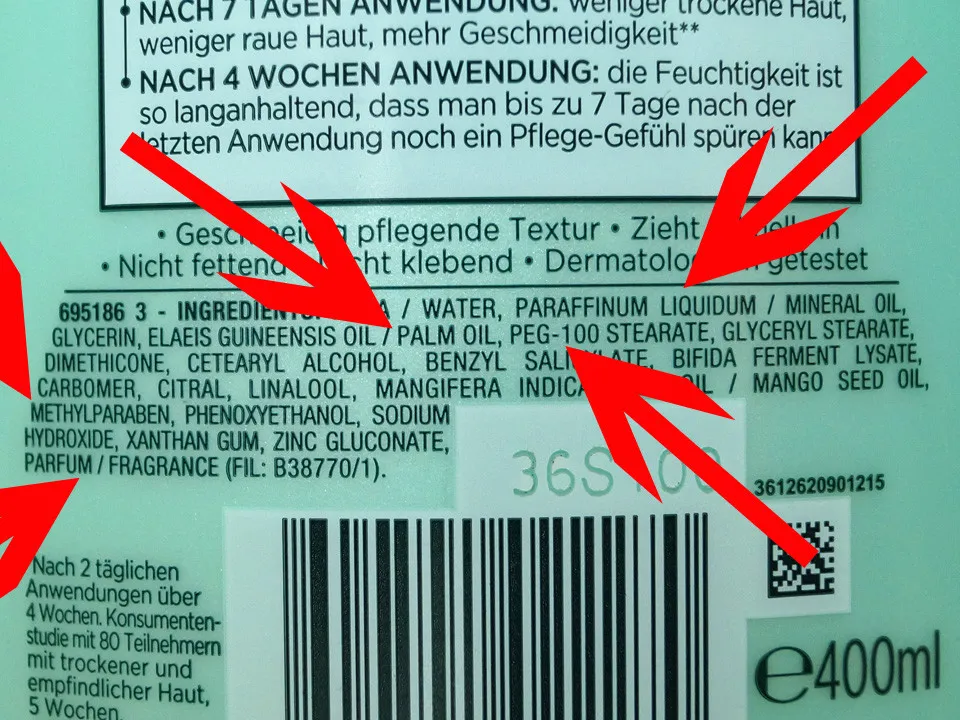 NACH 7 TAGEN ANWENDUNG: weniger trockene Haut,
weniger raue Haut, mehr Geschmeidigkeit**
NACH 4 WOCHEN ANWENDUNG: die Feuchtigkeit ist
so langanhaltend, dass man bis zu 7 Tage nach der
letzten Anwendung noch ein Pflege-Gefühl spüren kann
• pflegende Textur • Zieht
• Nicht fettend klebend • getestet
695186 3 - / WATER, PARAFFINUM LIQUIDUM / MINERAL OIL,
GLYCERIN, ELAEIS GUINEENSIS OIL / PALM OIL, PEG-100 STEARATE, GLYCERYL STEARATE,
DIMETHICONE, CETEARYL ALCOHOL, BENZYL SALICYLATE, BIFIDA FERMENT LYSATE,
CARBOMER, CITRAL, LINALOOL, MANGIFERA INDICA OIL / MANGO SEED OIL,
METHYLPARABEN, PHENOXYETHANOL, SODIUM
HYDROXIDE, XANTHAN GUM, ZINC GLUCONATE,
PARFUM / FRAGRANCE (FIL: B38770/1).
36S100
3612620901215
Nach 2 täglichen
Anwendungen über
4 Wochen. Konsumenten-
studie mit 80 Teilnehmern
mit trockener und
empfindlicher Haut,
5 Wochen.
e400ml